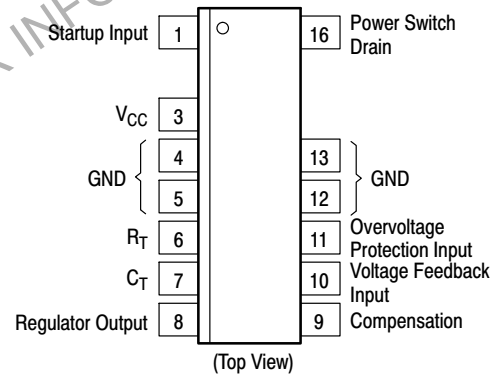 Startup Input 1 16 Power Switch
Drain
VCC 3
4 13
GND GND
5 12
RT 6 11 Overvoltage
Protection Input
CT 7 10 Voltage Feedback
Input
Regulator Output 8 9 Compensation
(Top View)